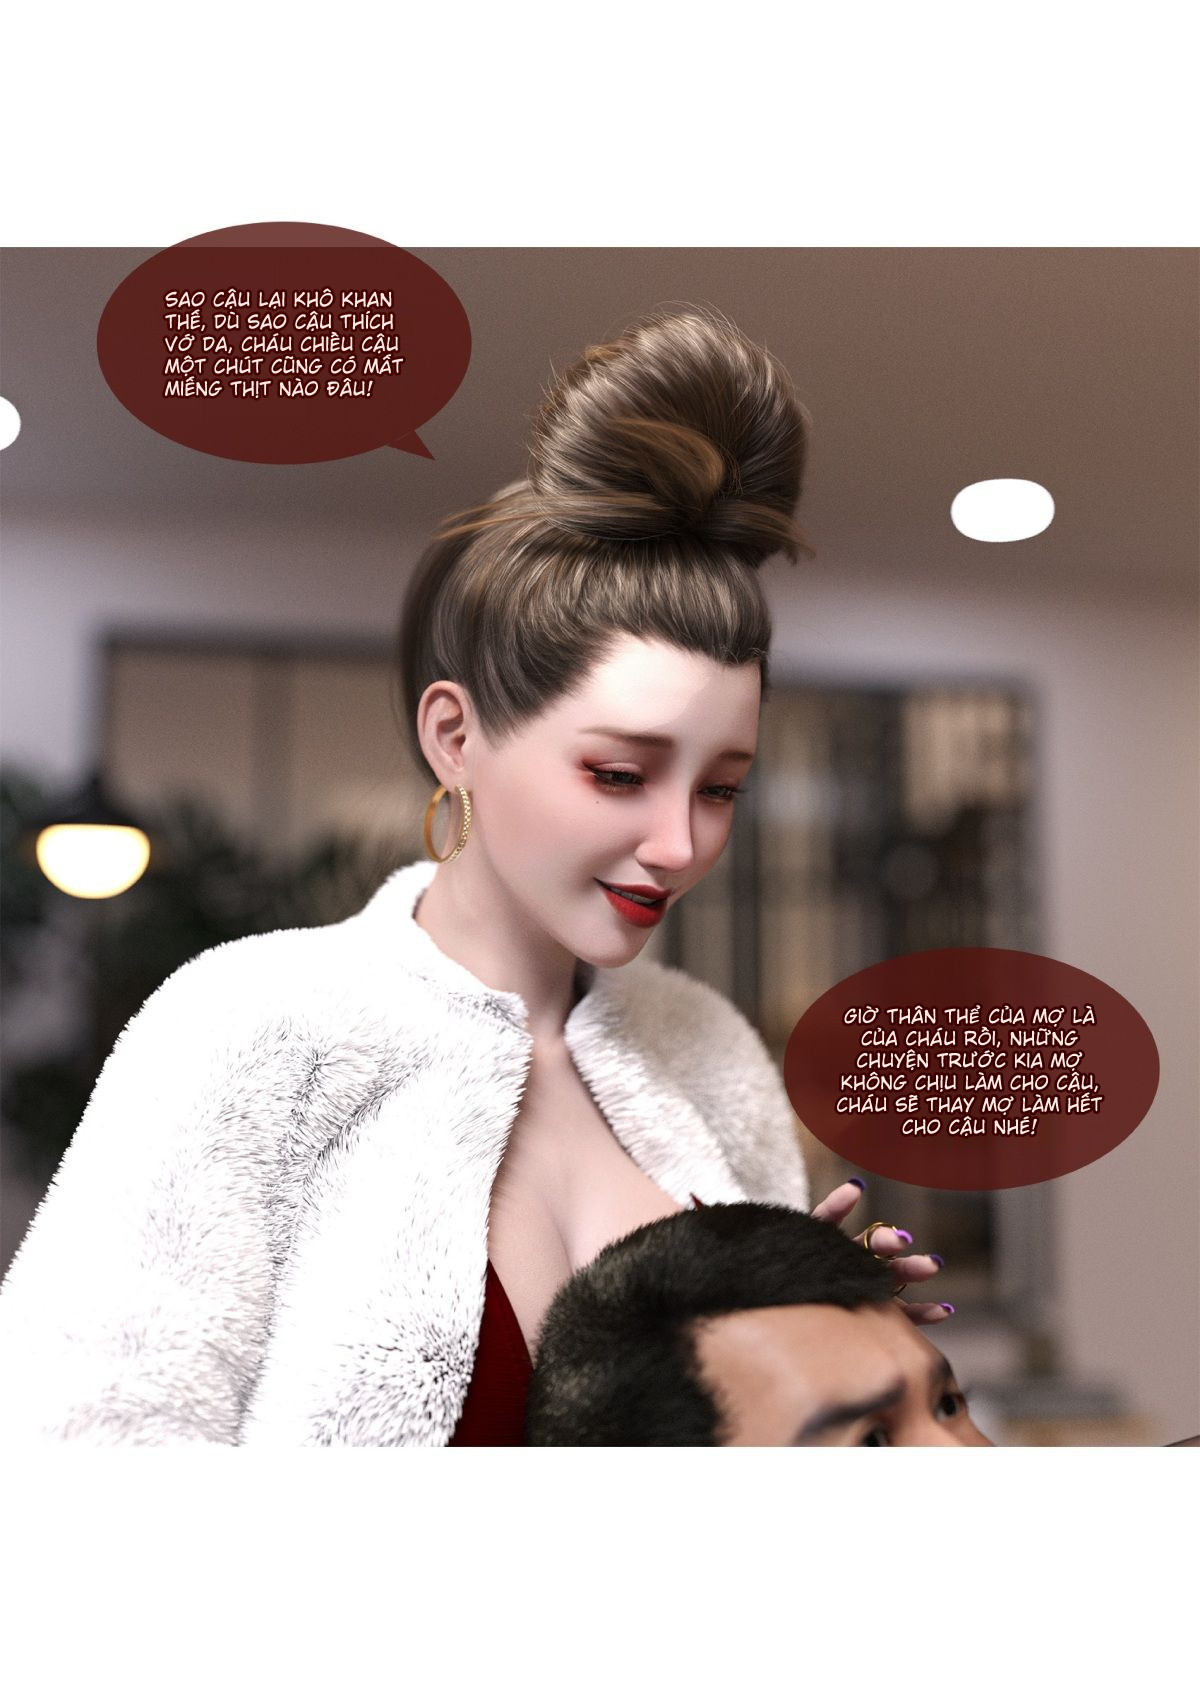 SAO CẬU LẠI KHÔ KHAN
THẾ, DÙ SAO CẬU THÍCH
VỚ DA, CHÁU CHIỀU CẬU
MỘT CHÚT CŨNG CÓ MẤT
MIẾNG THỊT NÀO ĐÂU!
GIỜ THÂN THỂ CỦA MỢ LÀ
CỦA CHÁU RỒI, NHỮNG
CHUYỆN TRƯỚC KIA MỢ
KHÔNG CHỊU LÀM CHO CẬU,
CHÁU SẼ THAY MỢ LÀM HẾT
CHO CẬU NHÉ!